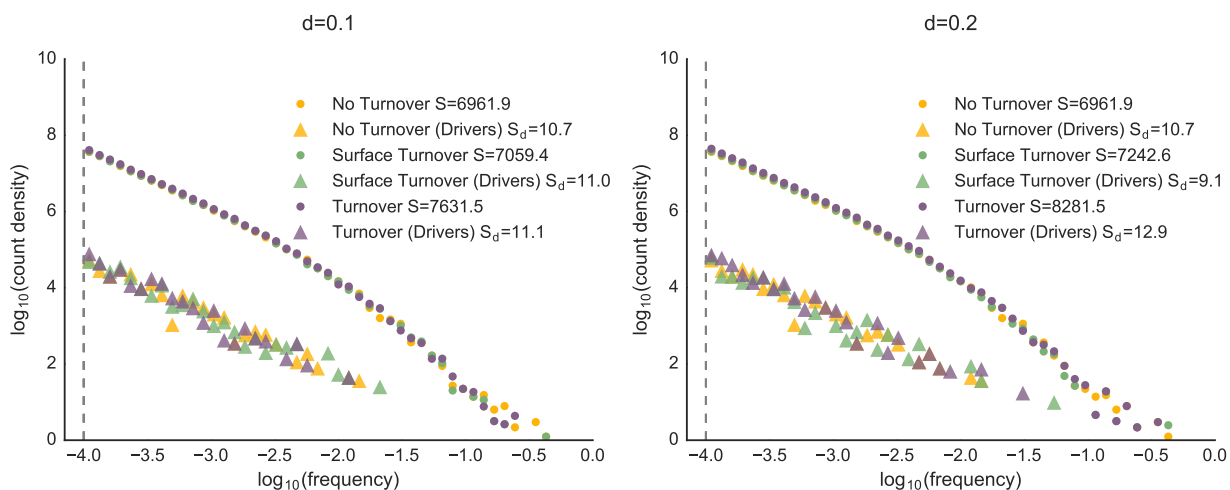 d=0.1
10
8
6
4
2
0
log10(count density)
No Turnover S=6961.9
No Turnover (Drivers) Sd=10.7
Surface Turnover S=7059.4
Surface Turnover (Drivers) Sd=11.0
Turnover S=7631.5
Turnover (Drivers) Sd=11.1
−4.0 −3.5 −3.0 −2.5 −2.0 −1.5 −1.0 −0.5 0.0
log10(frequency)
d=0.2
10
8
6
4
2
0
log10(count density)
No Turnover S=6961.9
No Turnover (Drivers) Sd=10.7
Surface Turnover S=7242.6
Surface Turnover (Drivers) Sd=9.1
Turnover S=8281.5
Turnover (Drivers) Sd=12.9
−4.0 −3.5 −3.0 −2.5 −2.0 −1.5 −1.0 −0.5 0.0
log10(frequency)